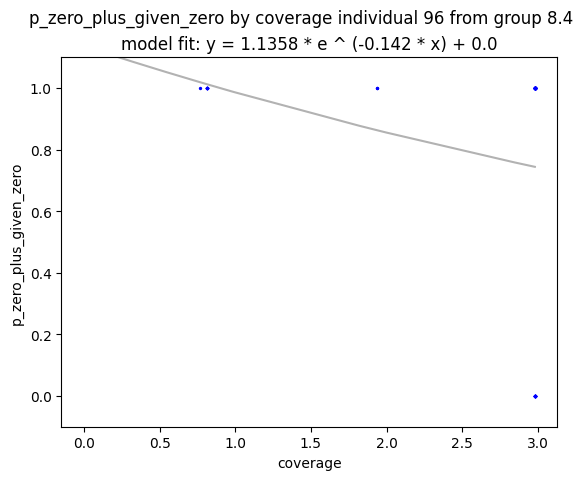 p_zero_plus_given_zero by coverage individual 96 from group 8.4
model fit: y = 1.1358 * e ^ (-0.142 * x) + 0.0
p_zero_plus_given_zero
1.0
0.8
0.6
0.4
0.2
0.0
0.0 0.5 1.0 1.5 2.0 2.5 3.0
coverage